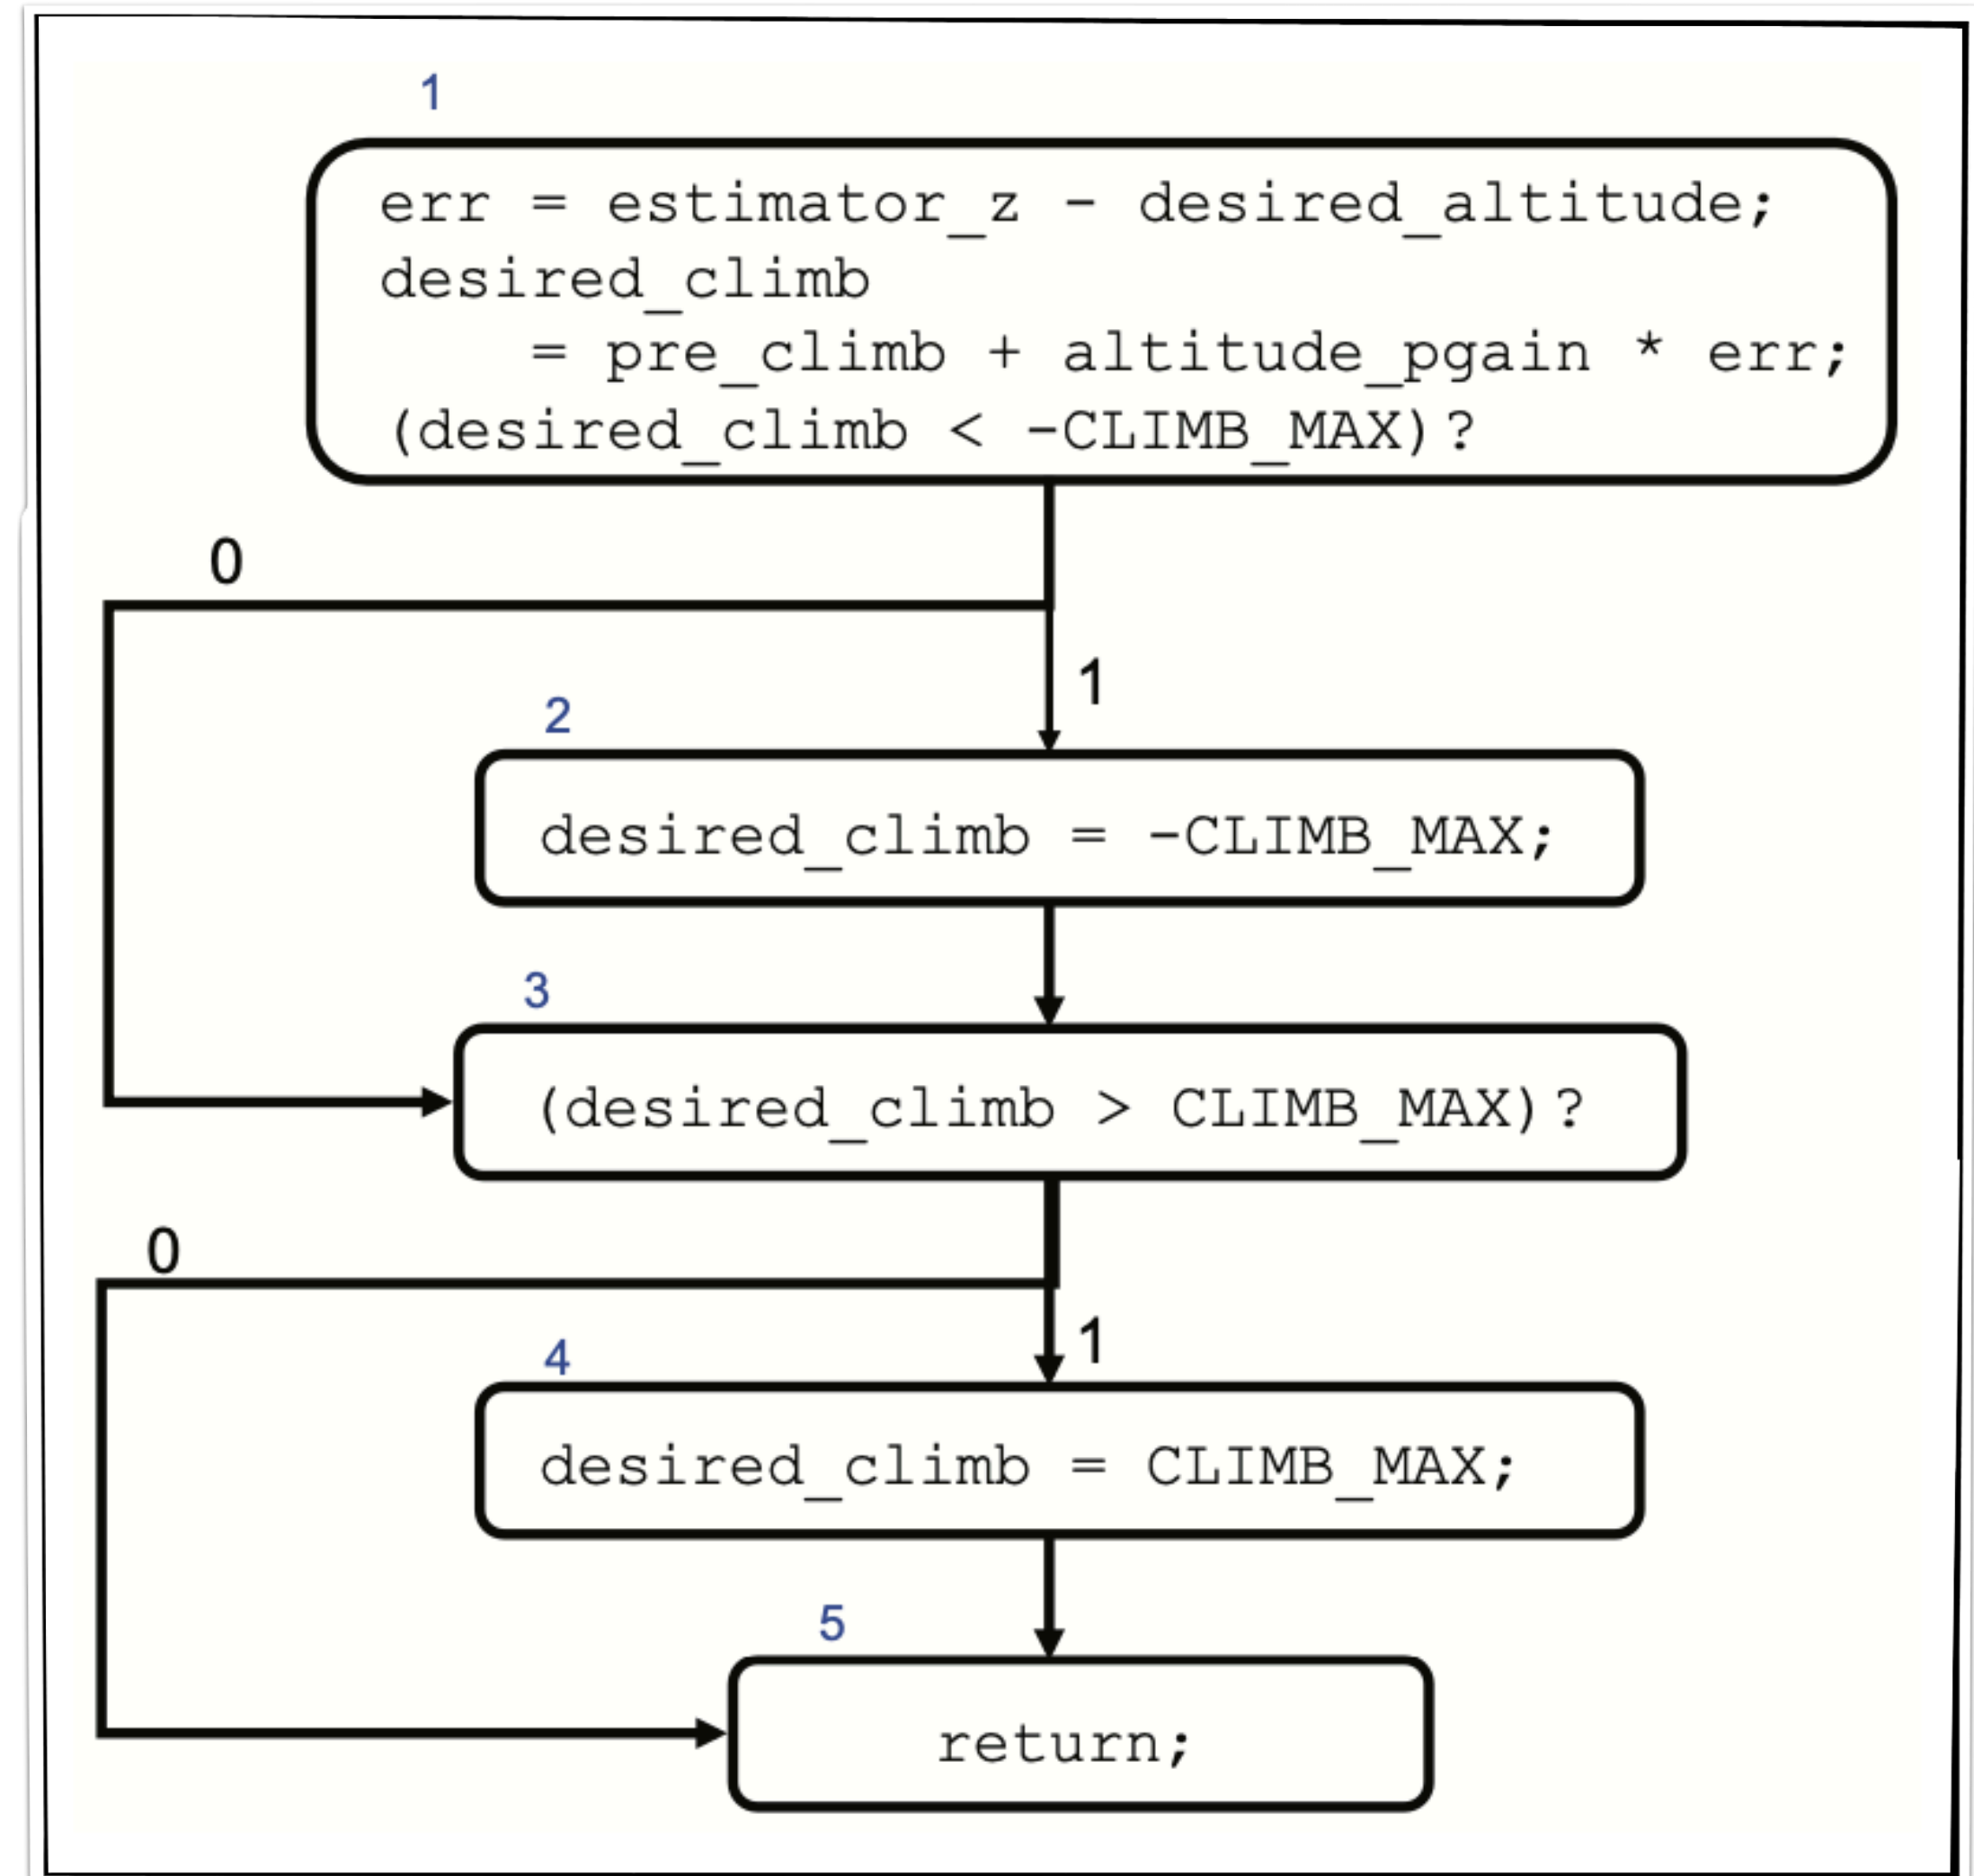 1
err = estimator_z - desired_altitude;
desired_climb
= pre_climb + altitude_pgain * err;
(desired_climb < -CLIMB_MAX)?
0
1
2
desired_climb = -CLIMB_MAX;
3
(desired_climb > CLIMB_MAX)?
0
1
4
desired_climb = CLIMB_MAX;
5
return;